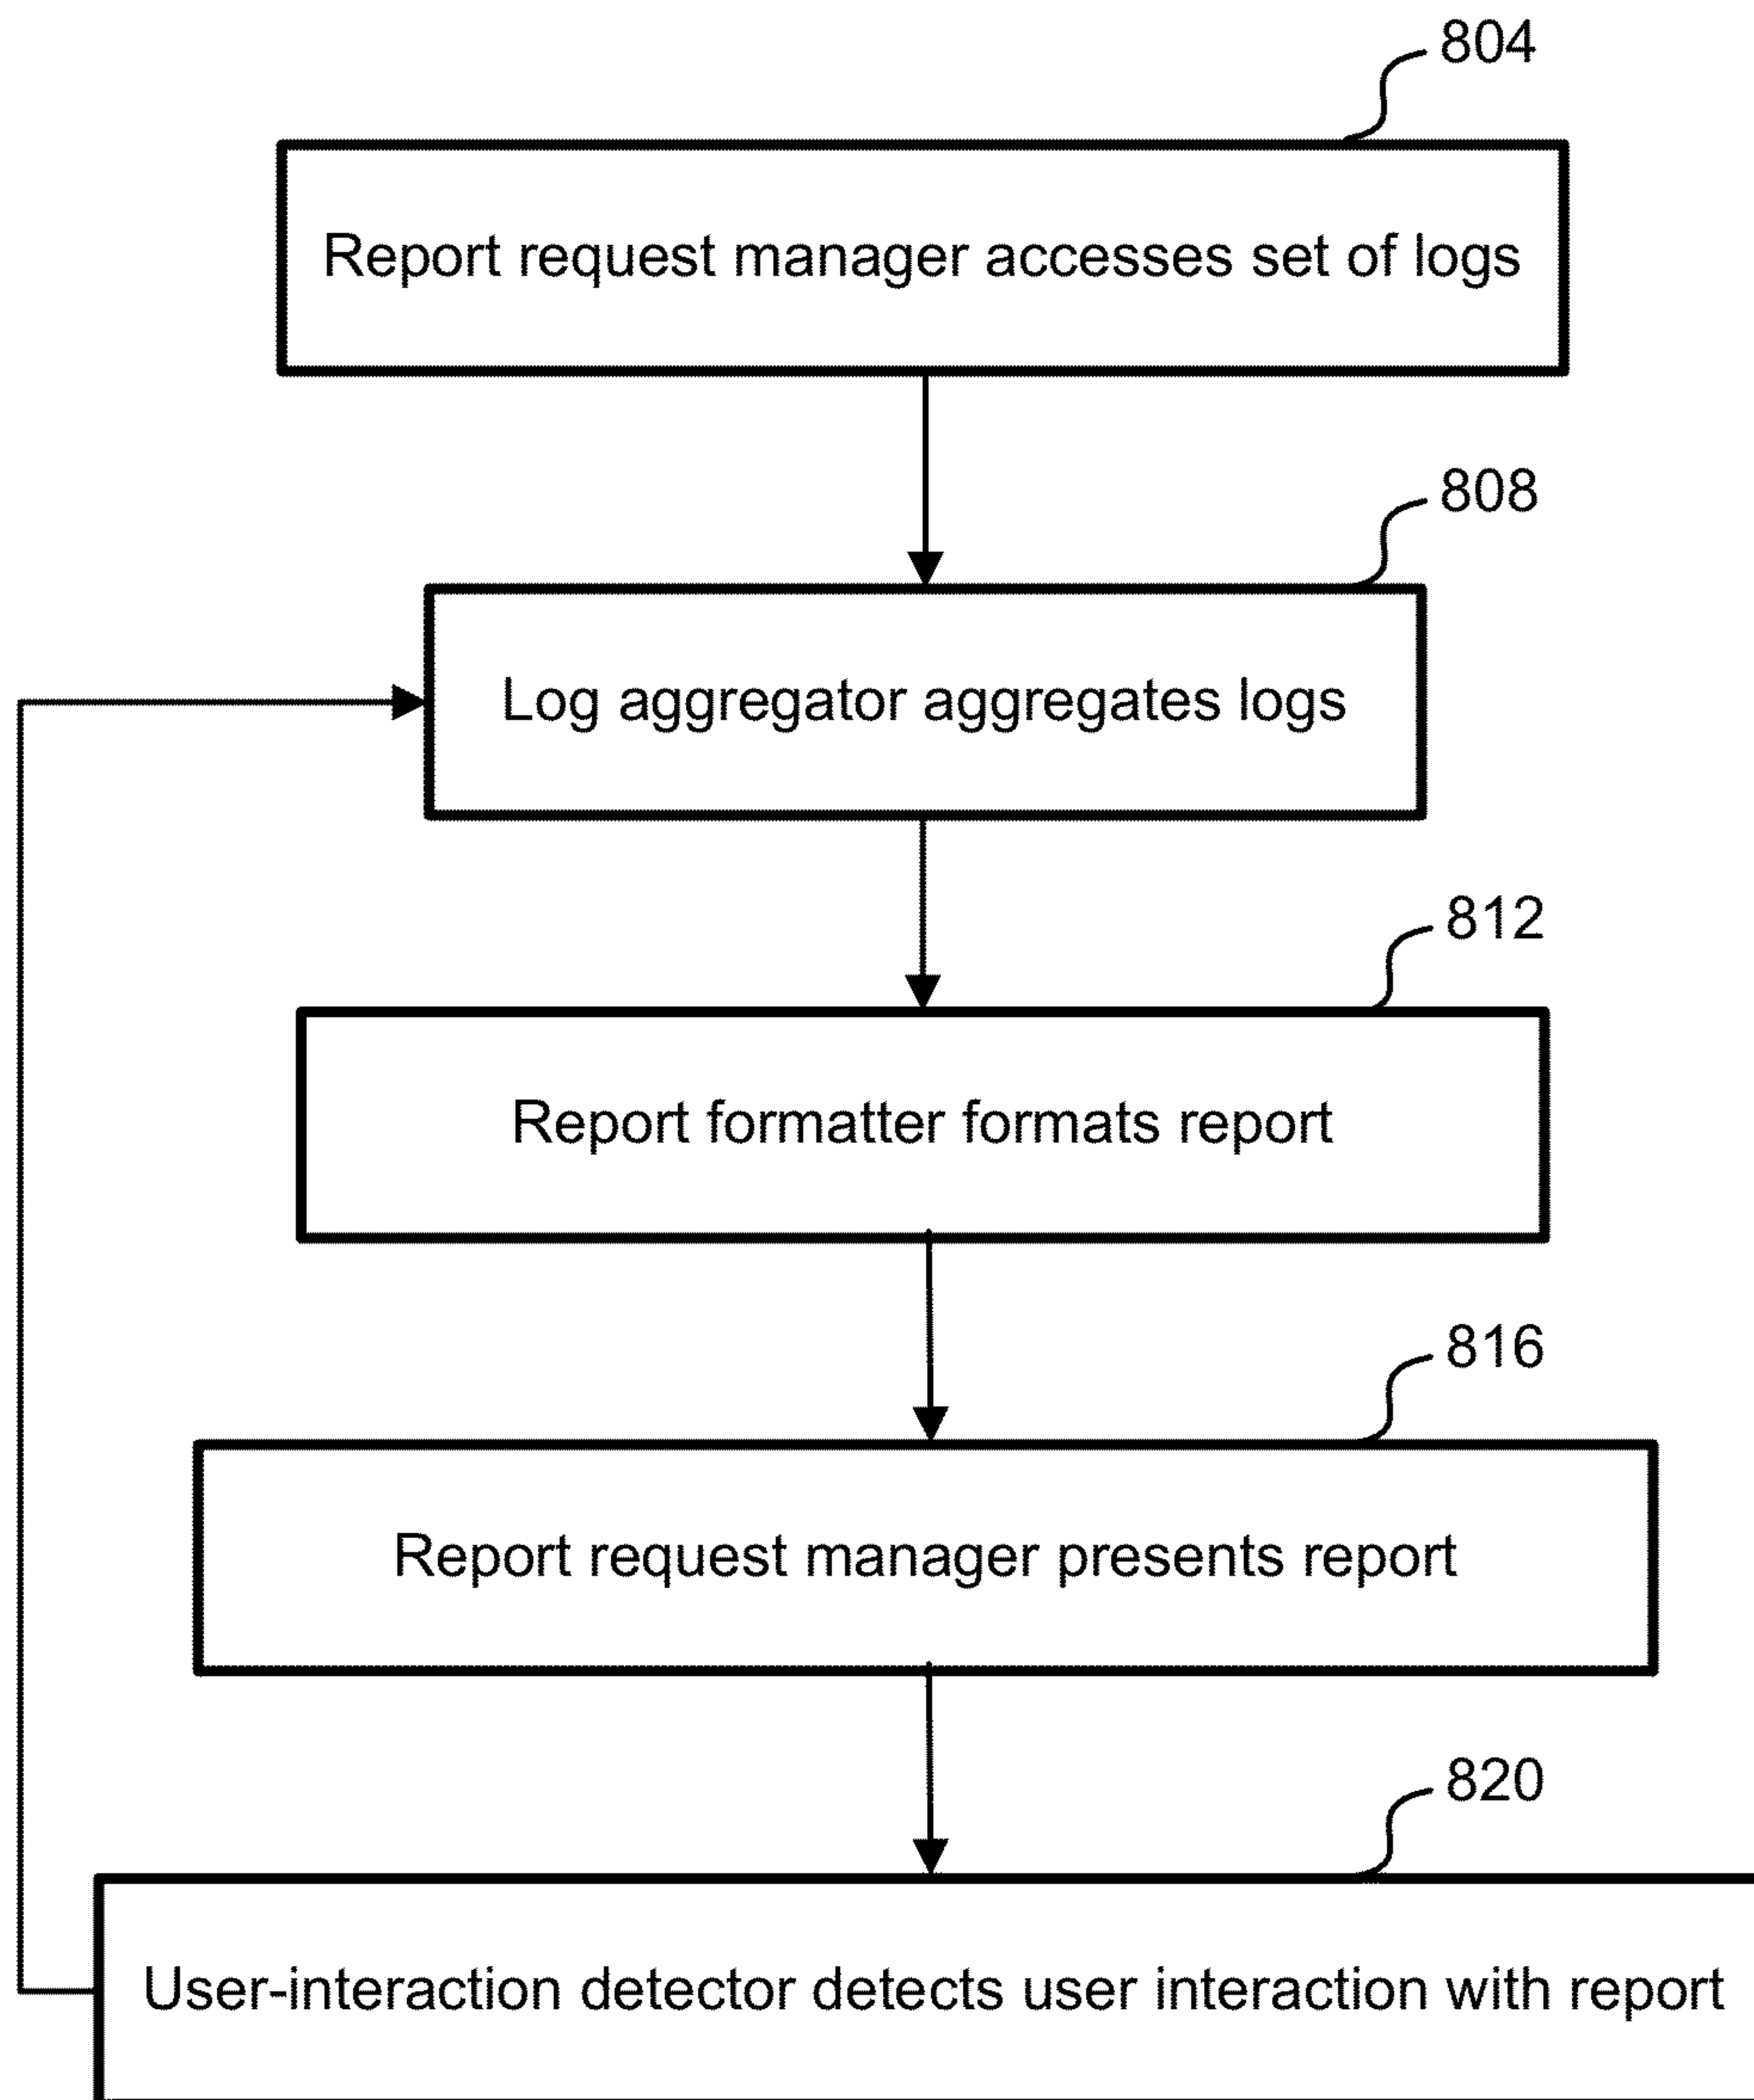 804
Report request manager accesses set of logs
808
Log aggregator aggregates logs
812
Report formatter formats report
816
Report request manager presents report
820
User-interaction detector detects user interaction with report